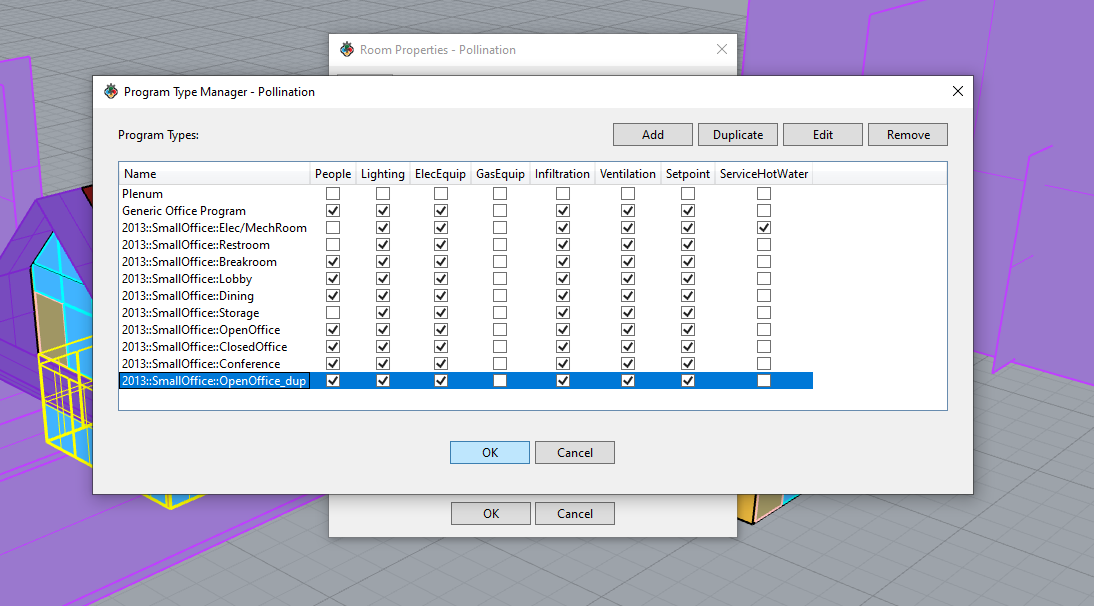 Room Properties - Pollination
Program Type Manager - Pollination
Program Types:
Add Duplicate Edit Remove
Name People Lighting ElecEquip GasEquip Infiltration Ventilation Setpoint ServiceHotWater
Plenum
Generic Office Program
2013::SmallOffice::Elec/MechRoom
2013::SmallOffice::Restroom
2013::SmallOffice::Breakroom
2013::SmallOffice::Lobby
2013::SmallOffice::Dining
2013::SmallOffice::Storage
2013::SmallOffice::OpenOffice
2013::SmallOffice::ClosedOffice
2013::SmallOffice::Conference
2013::SmallOffice::OpenOffice_dup
OK Cancel
OK Cancel